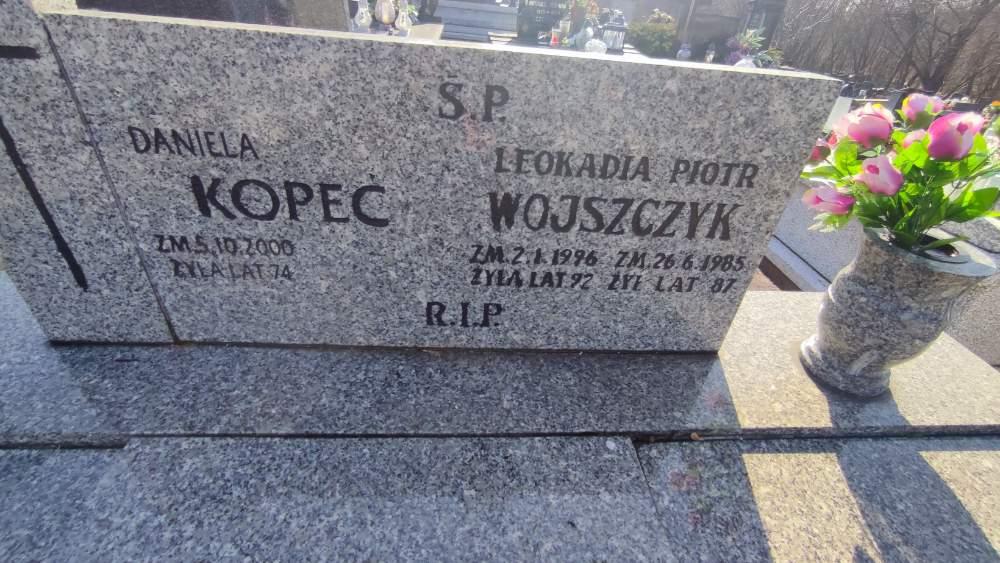 S.P.
DANIELA
KOPEĆ
ZM.5.10.2000
ŻYŁA LAT 74
LEOKADIA PIOTR
WOJSZCZYK
ZM.2.1.1996 ZM.26.6.1985
ŻYŁA LAT 92 ŻYŁ LAT 87
R.I.P.